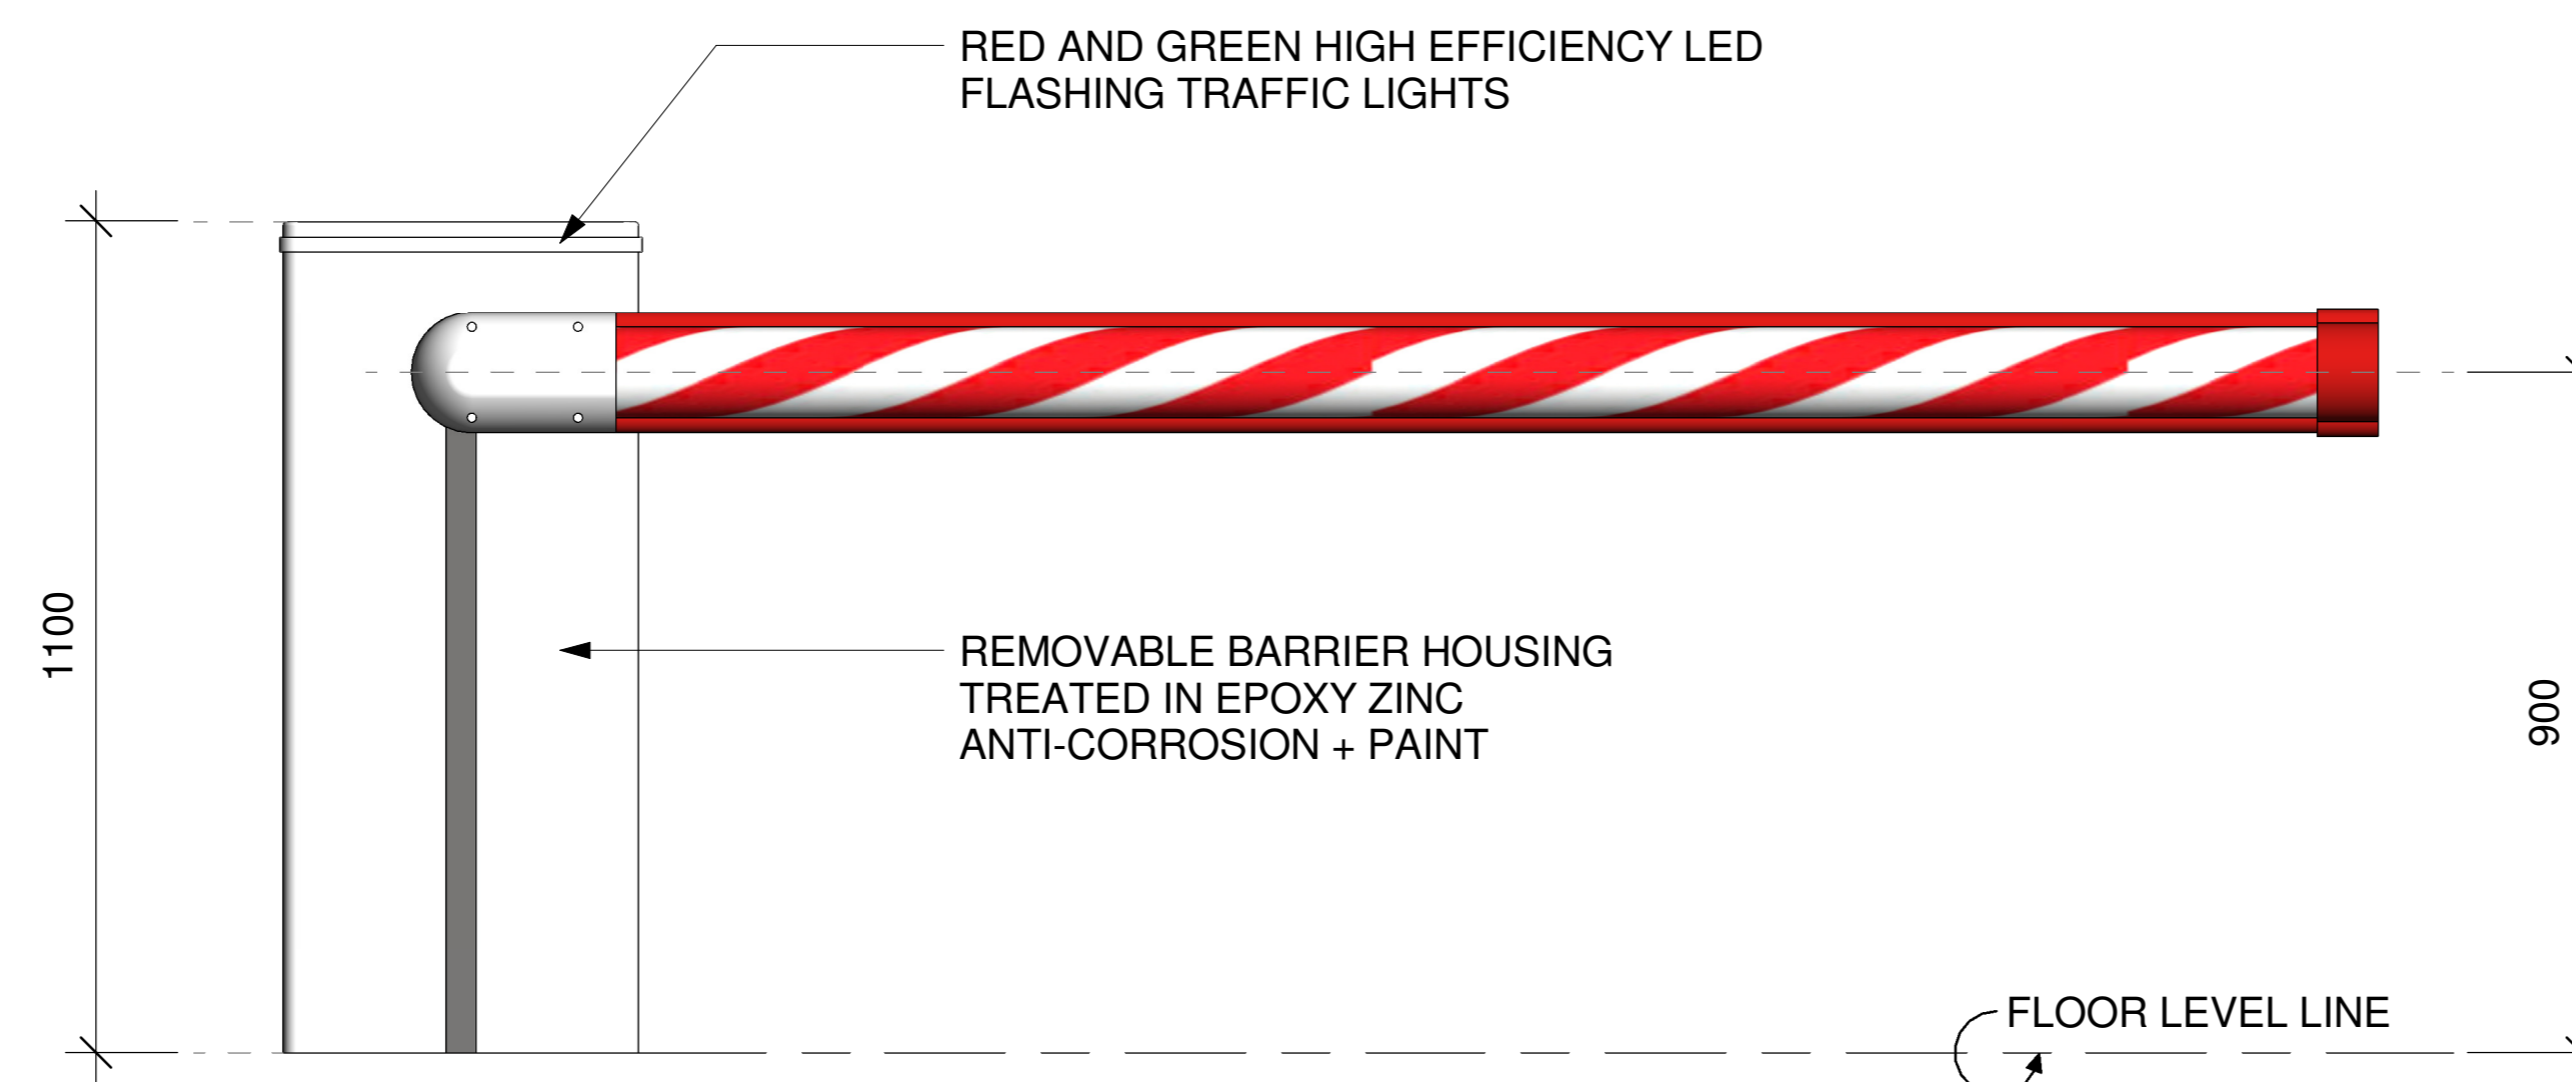 RED AND GREEN HIGH EFFICIENCY LED
FLASHING TRAFFIC LIGHTS
1100
REMOVABLE BARRIER HOUSING
TREATED IN EPOXY ZINC
ANTI-CORROSION + PAINT
900
FLOOR LEVEL LINE